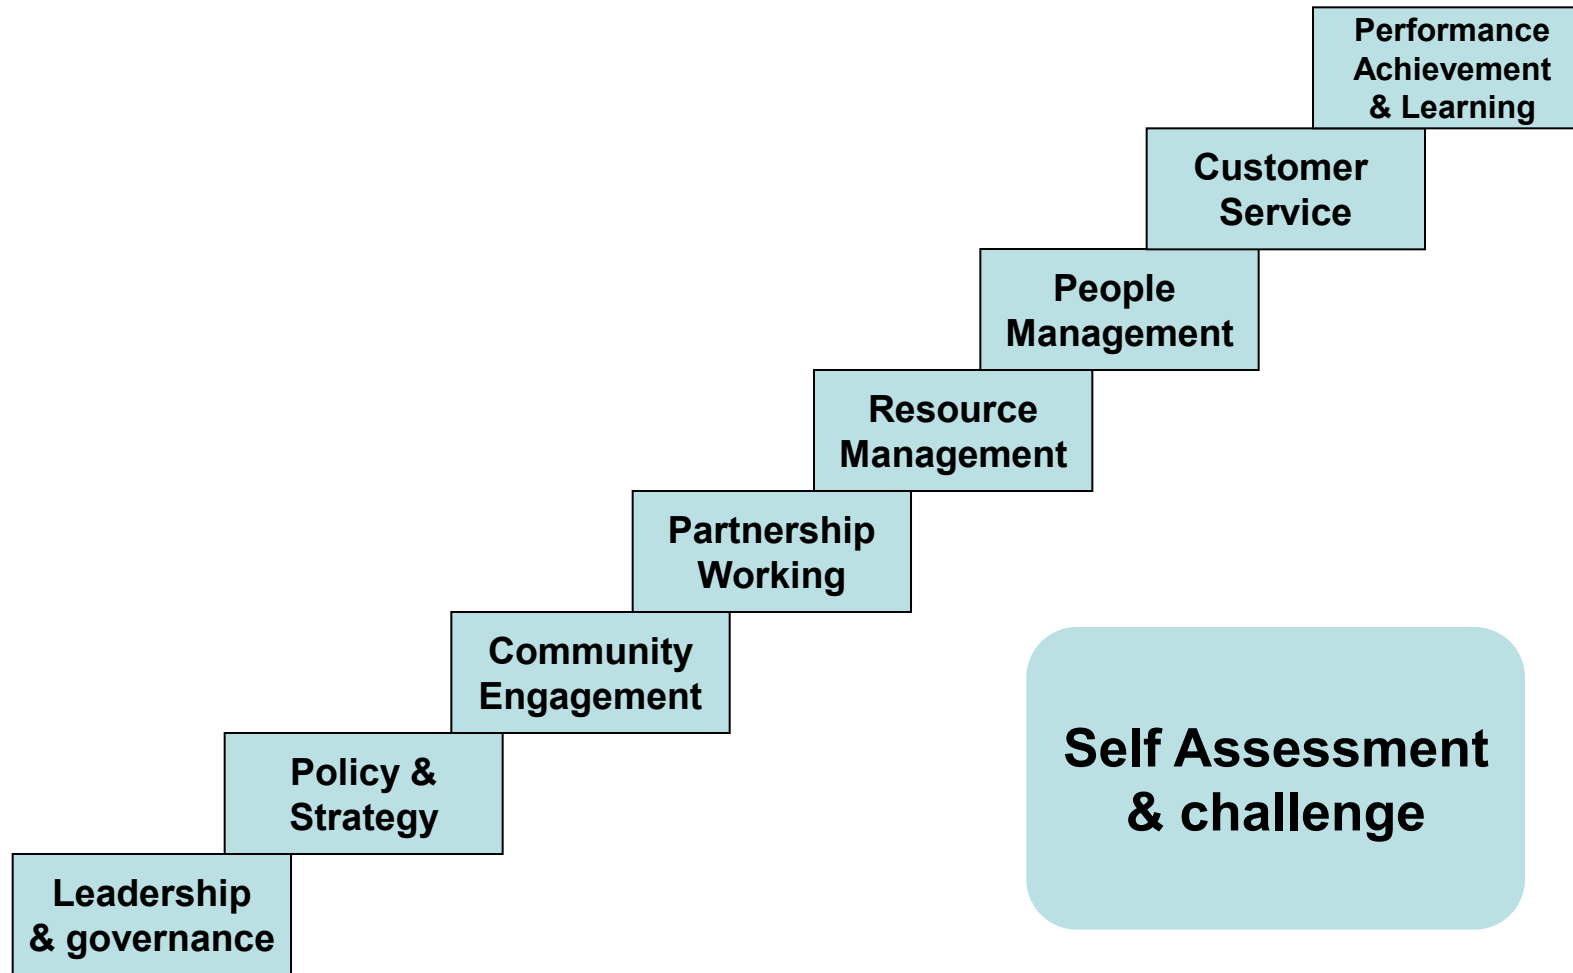 Performance
Achievement
& Learning
Customer
Service
People
Management
Resource
Management
Partnership
Working
Community
Engagement
Self Assessment
& challenge
Policy &
Strategy
Leadership
& governance